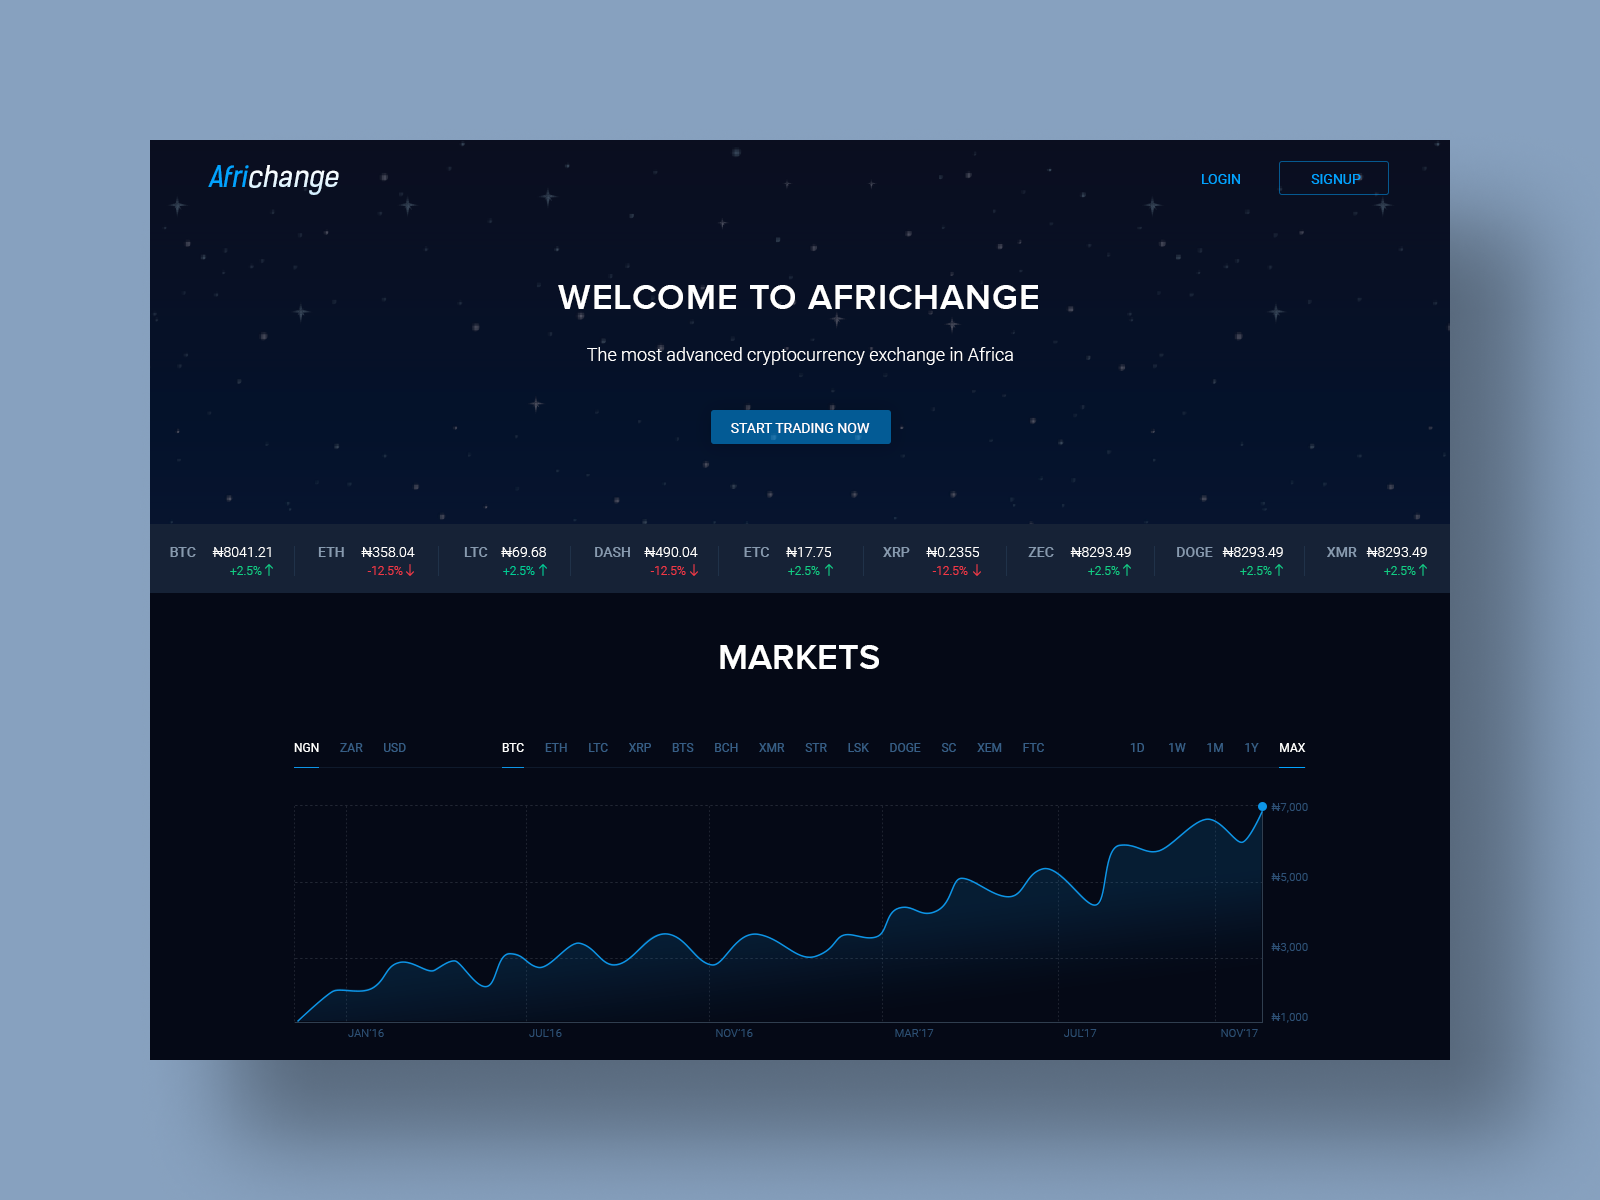 Africhange
LOGIN SIGNUP
WELCOME TO AFRICHANGE
The most advanced cryptocurrency exchange in Africa
START TRADING NOW
BTC ₦8041.21 ETH ₦358.04 LTC ₦69.68 DASH ₦490.04 ETC ₦17.75 XRP ₦0.2355 ZEC ₦8293.49 DOGE ₦8293.49 XMR ₦8293.49
+2.5% ↑ -12.5% ↓ +2.5% ↑ -12.5% ↓ +2.5% ↑ -12.5% ↓ +2.5% ↑ +2.5% ↑ +2.5% ↑
MARKETS
NGN ZAR USD BTC ETH LTC XRP BTS BCH XMR STR LSK DOGE SC XEM FTC 1D 1W 1M 1Y MAX
₦7,000
₦5,000
₦3,000
₦1,000
JAN'16 JUL'16 NOV'16 MAR'17 JUL'17 NOV'17